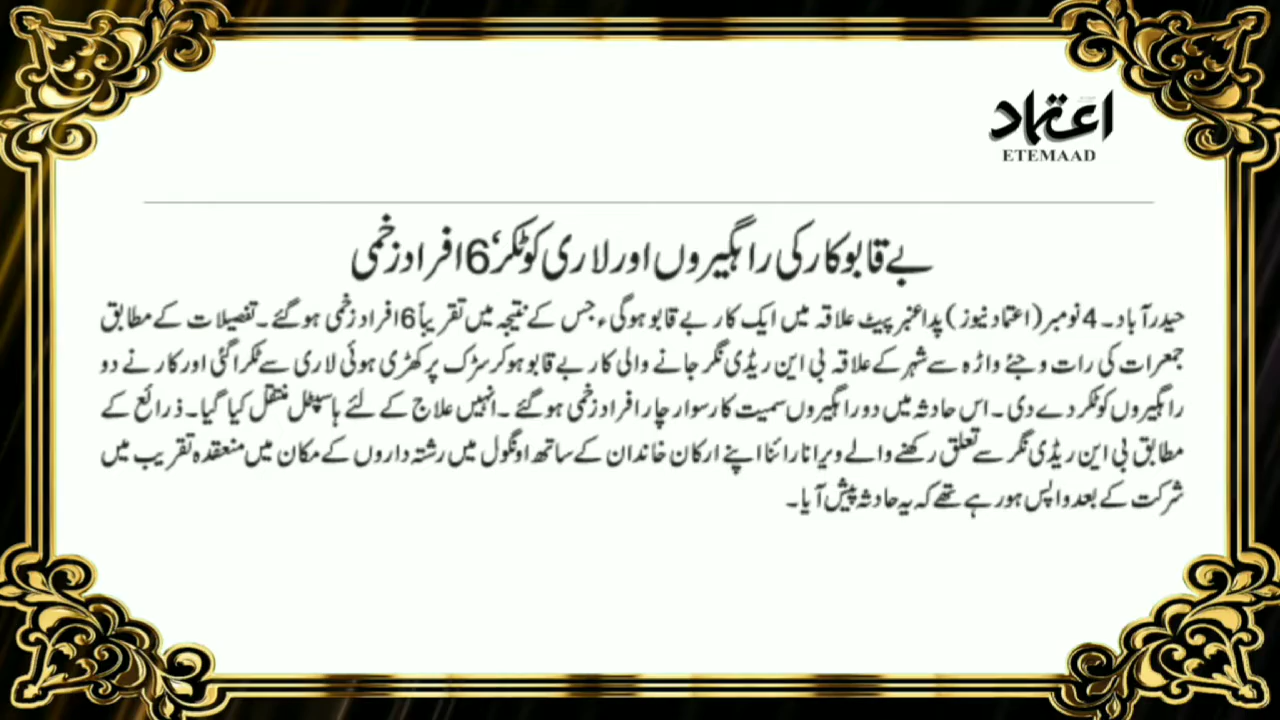 اعتماد
ETEMAAD
بے قابو کار کی راہگیروں اور لاری کو ٹکر‘ 6 افراد زخمی
حیدرآباد۔ 4 نومبر (اعتماد نیوز) پداعنبر پیٹ علاقہ میں ایک کار بے قابو ہوگیء جس کے نتیجہ میں تقریباً 6 افراد زخمی ہوگئے۔ تفصیلات کے مطابق
جمعرات کی رات وجئے واڑہ سے شہر کے علاقہ بی این ریڈی نگر جانے والی کار بے قابو ہوکر سڑک پر کھڑی ہوئی لاری سے ٹکرا گئی اور کار نے دو
راہگیروں کو ٹکر دے دی۔ اس حادثہ میں دو راہگیروں سمیت کار سوار چار افراد زخمی ہوگئے۔ انہیں علاج کے لئے ہاسپٹل منتقل کیا گیا۔ ذرائع کے
مطابق بی این ریڈی نگر سے تعلق رکھنے والے ویرانارائنا اپنے ارکان خاندان کے ساتھ اونگول میں رشتہ داروں کے مکان میں منعقدہ تقریب میں
شرکت کے بعد واپس ہورہے تھے کہ یہ حادثہ پیش آیا۔